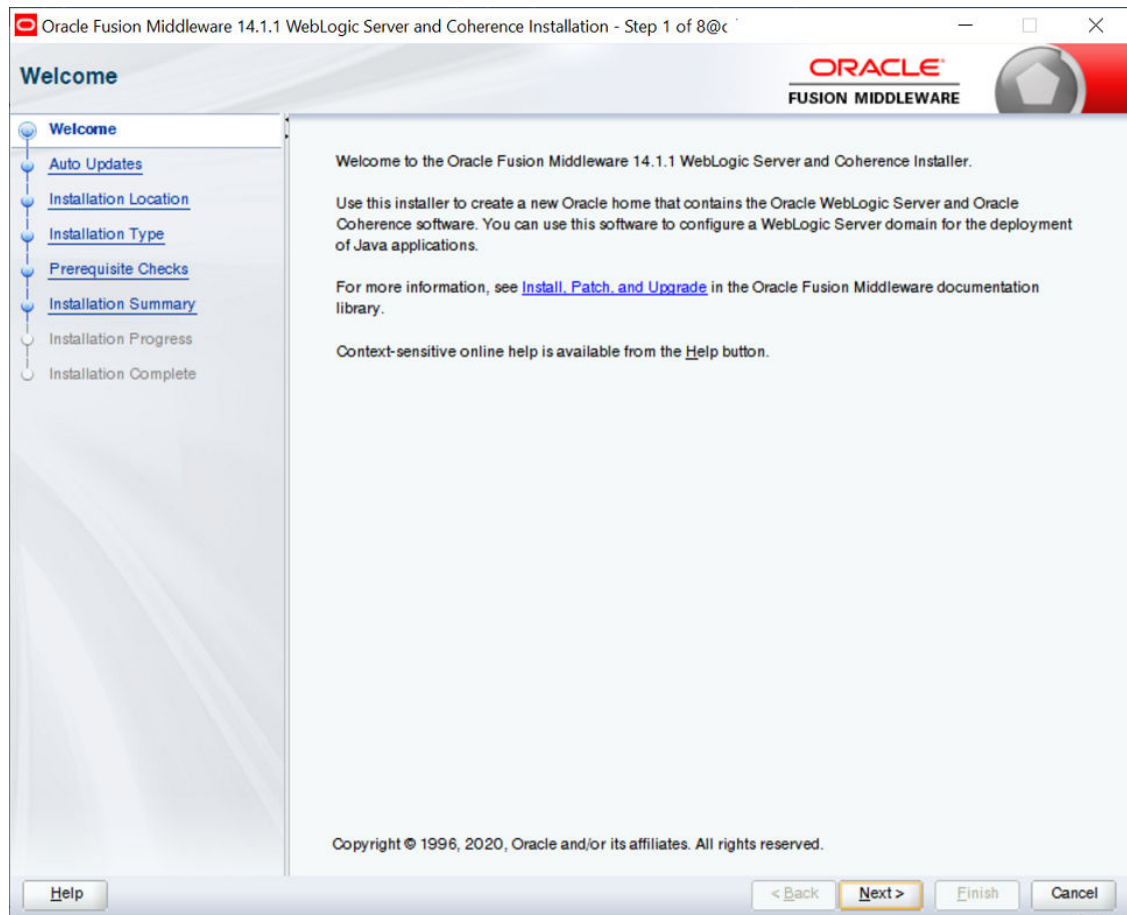 Oracle Fusion Middleware 14.1.1 WebLogic Server and Coherence Installation - Step 1 of 8@
Welcome
ORACLE
FUSION MIDDLEWARE
Welcome
Auto Updates
Installation Location
Installation Type
Prerequisite Checks
Installation Summary
Installation Progress
Installation Complete
Welcome to the Oracle Fusion Middleware 14.1.1 WebLogic Server and Coherence Installer.
Use this installer to create a new Oracle home that contains the Oracle WebLogic Server and Oracle
Coherence software. You can use this software to configure a WebLogic Server domain for the deployment
of Java applications.
For more information, see Install, Patch, and Upgrade in the Oracle Fusion Middleware documentation
library.
Context-sensitive online help is available from the Help button.
Copyright © 1996, 2020, Oracle and/or its affiliates. All rights reserved.
Help
< Back
Next >
Finish
Cancel